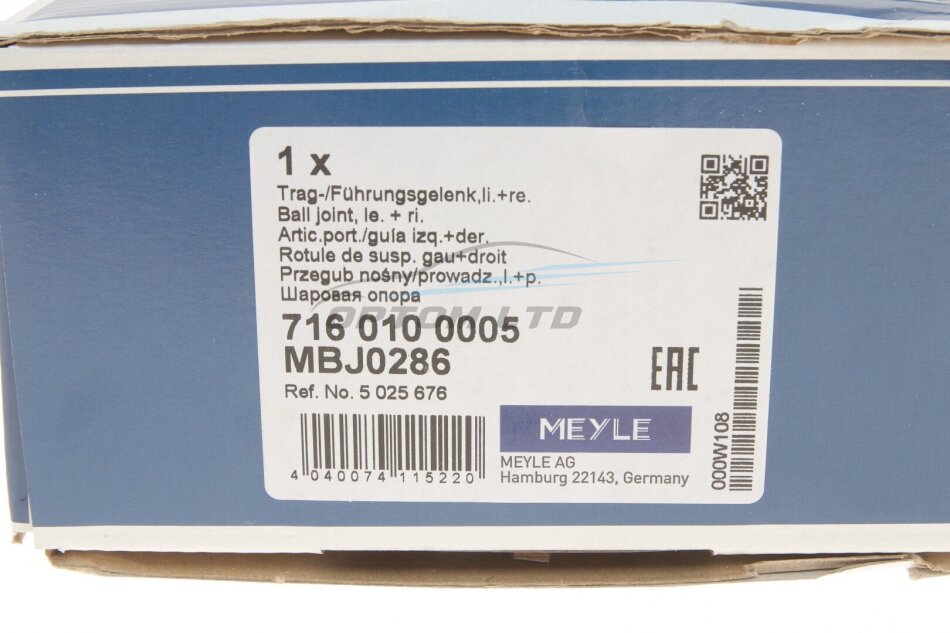 1 x
Trag-/Führungsgelenk,li.+re.
Ball joint, le. + ri.
Artic.port./guía izq.+der.
Rotule de susp. gau+droit
Przegub nośny/prowadz.,l.+p.
Шаровая опора
OPTOM LTD
716 010 0005
MBJ0286
Ref. No. 5 025 676
EAC
4 040074 115220
MEYLE
MEYLE AG
Hamburg 22143, Germany
000W108